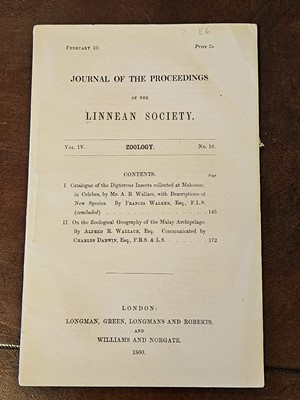 February 10.
Price 2s.
JOURNAL OF THE PROCEEDINGS
OF THE
LINNEAN SOCIETY.
Vol. IV. ZOOLOGY. No. 16.
CONTENTS.
Page
I. Catalogue of the Dipterous Insects collected at Makessar,
in Celebes, by Mr. A. R. Wallace, with Descriptions of
New Species. By Francis Walker, Esq., F.L.S.
(concluded) 145
II. On the Zoological Geography of the Malay Archipelago.
By Alfred R. Wallace, Esq. Communicated by
Charles Darwin, Esq., F.R.S. & L.S. 172
LONDON:
LONGMAN, GREEN, LONGMANS AND ROBERTS,
AND
WILLIAMS AND NORGATE.
1860.